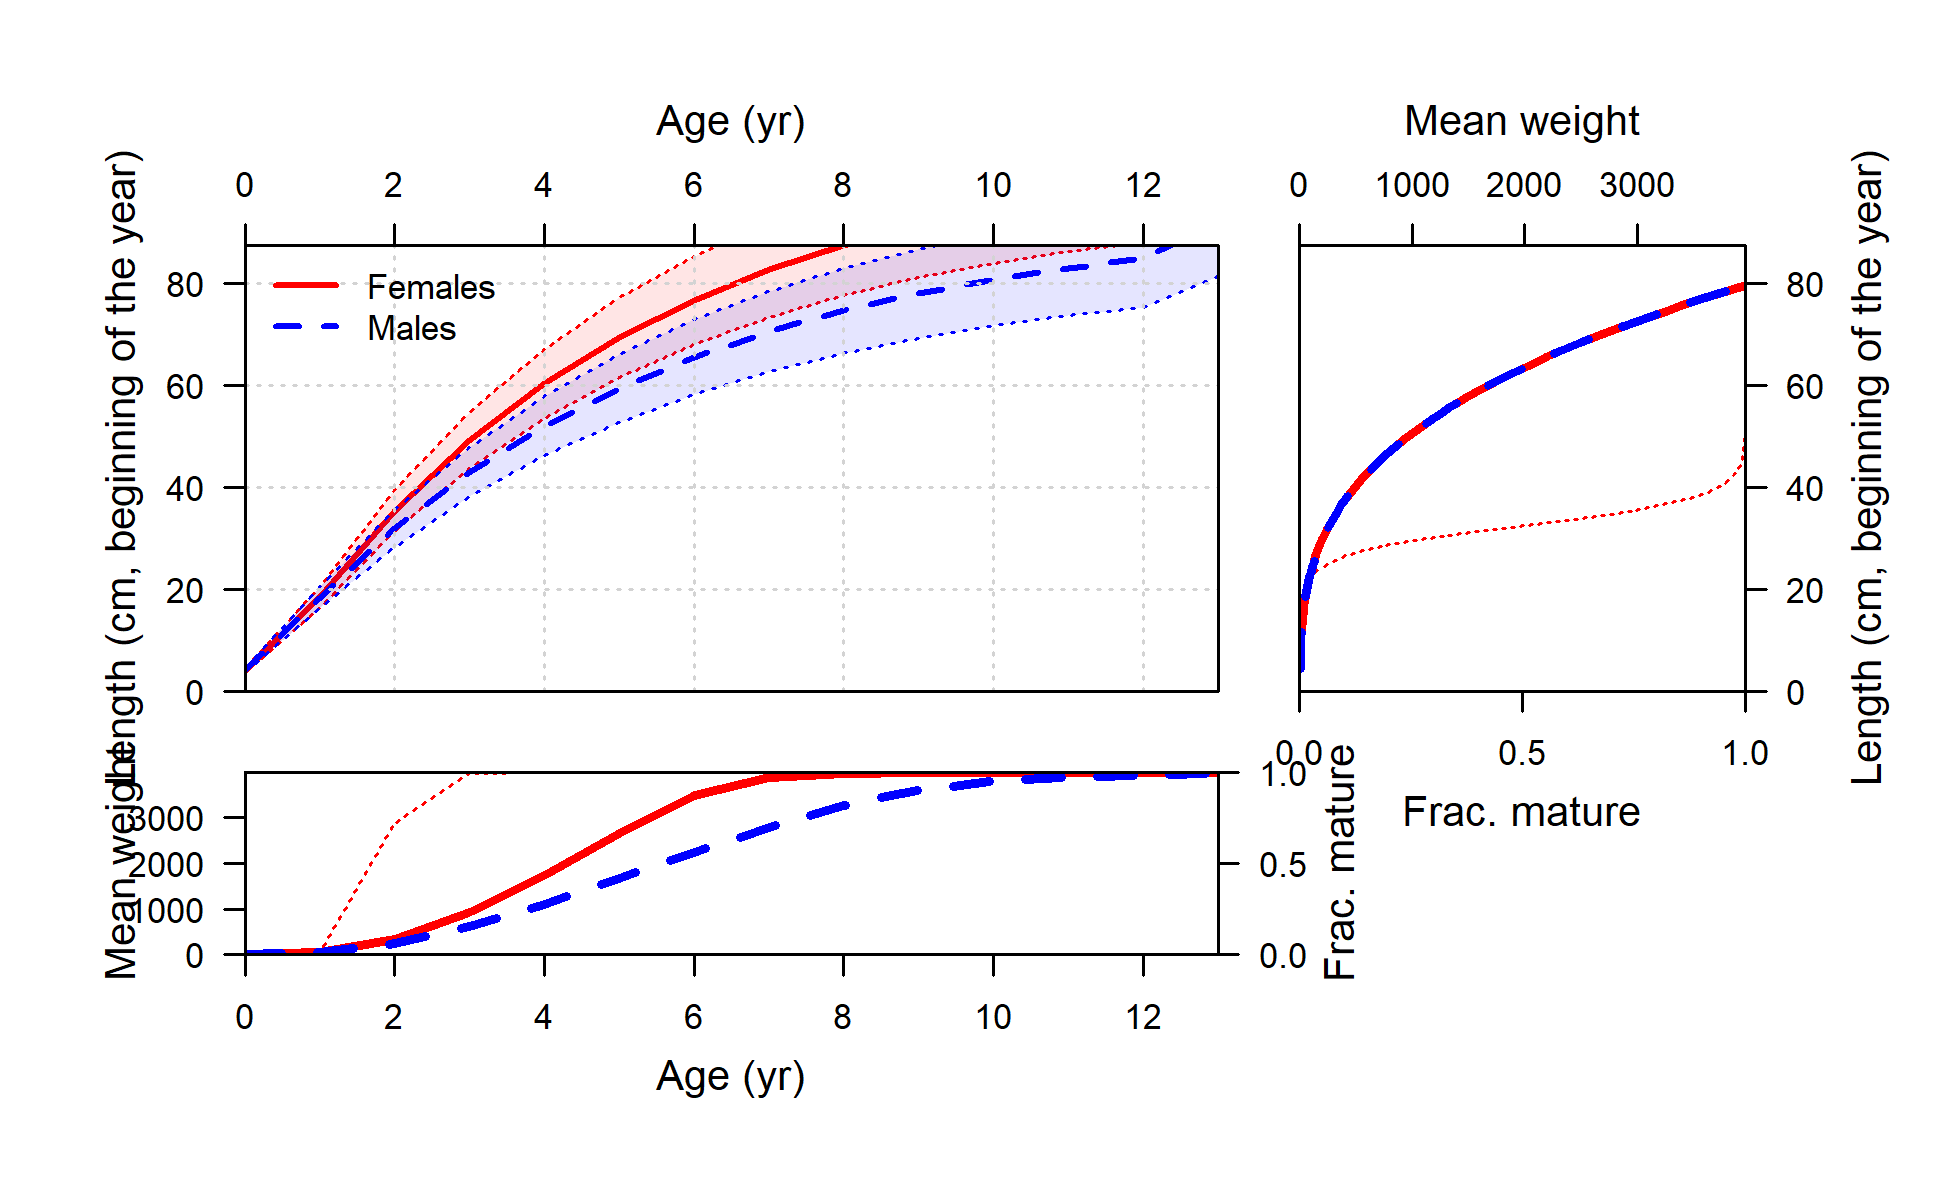 Age (yr)
0 2 4 6 8 10 12
Mean weight
0 1000 2000 3000
Length (cm, beginning of the year)
80
60
40
20
0
Females
Males
80
60
40
20
0
Length (cm, beginning of the year)
0.0 0.5 1.0
Frac. mature
Mean weight
3000
2000
1000
0
1.0
0.5
0.0
Frac. mature
0 2 4 6 8 10 12
Age (yr)